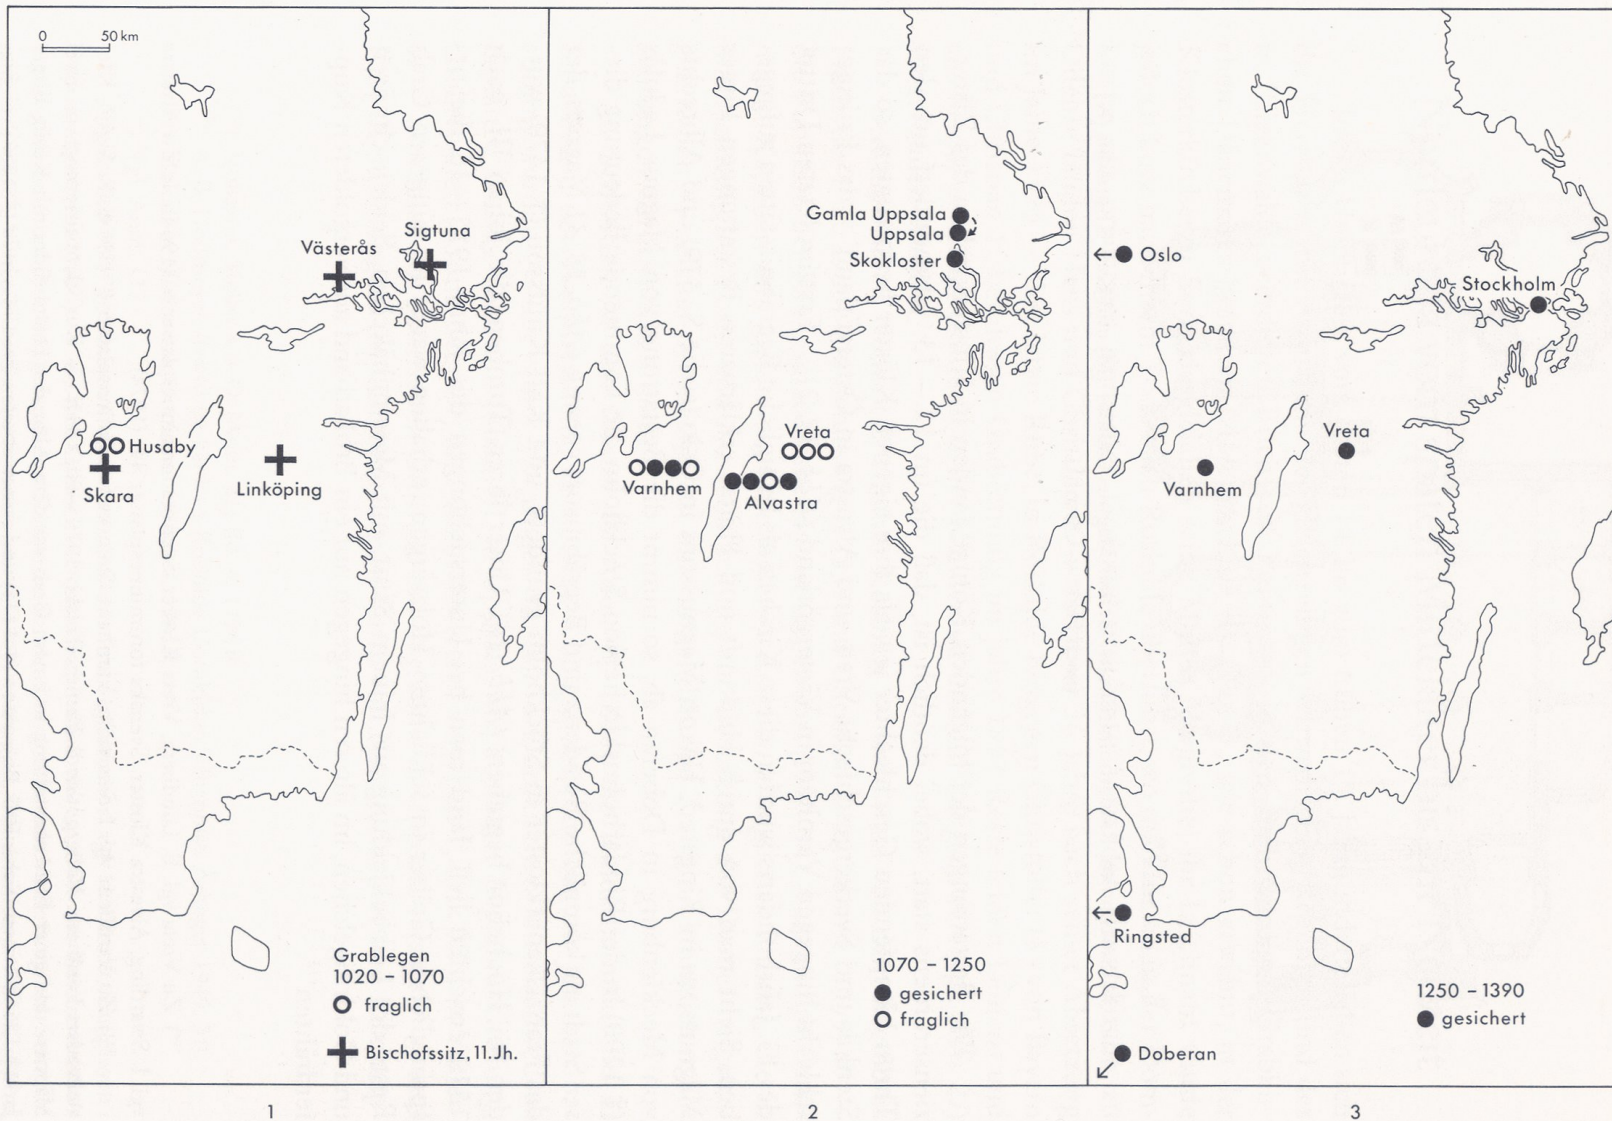 0 50 km
Västerås
Sigtuna
Husaby
Skara
Linköping
Grablegen
1020 – 1070
fraglich
Bischofssitz, 11. Jh.
1
Gamla Uppsala
Uppsala
Skokloster
Vreta
Varnhem
Alvastra
1070 – 1250
gesichert
fraglich
2
Oslo
Stockholm
Vreta
Varnhem
Ringsted
1250 – 1390
gesichert
Doberan
3